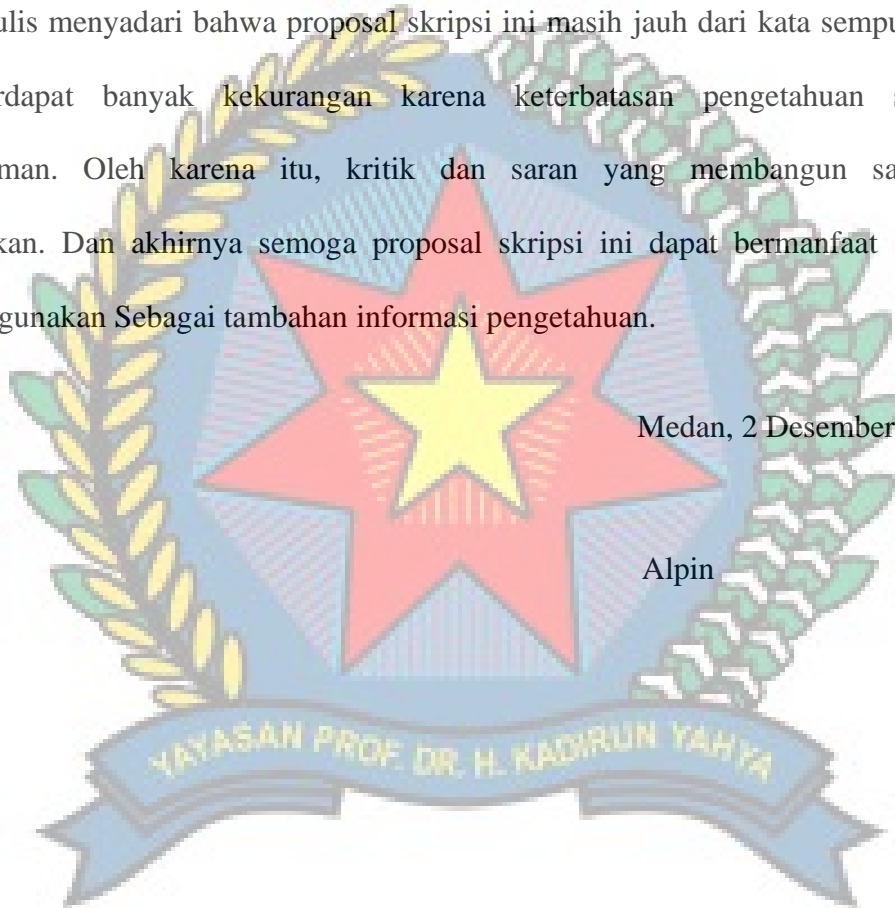 ulis menyadari bahwa proposal skripsi ini masih jauh dari kata sempu
rdapat banyak kekurangan karena keterbatasan pengetahuan s
man. Oleh karena itu, kritik dan saran yang membangun sa
kan. Dan akhirnya semoga proposal skripsi ini dapat bermanfaat
gunakan Sebagai tambahan informasi pengetahuan.
Medan, 2 Desember
Alpin
YAYASAN PROF. DR. H. KADIRUN YAHYA